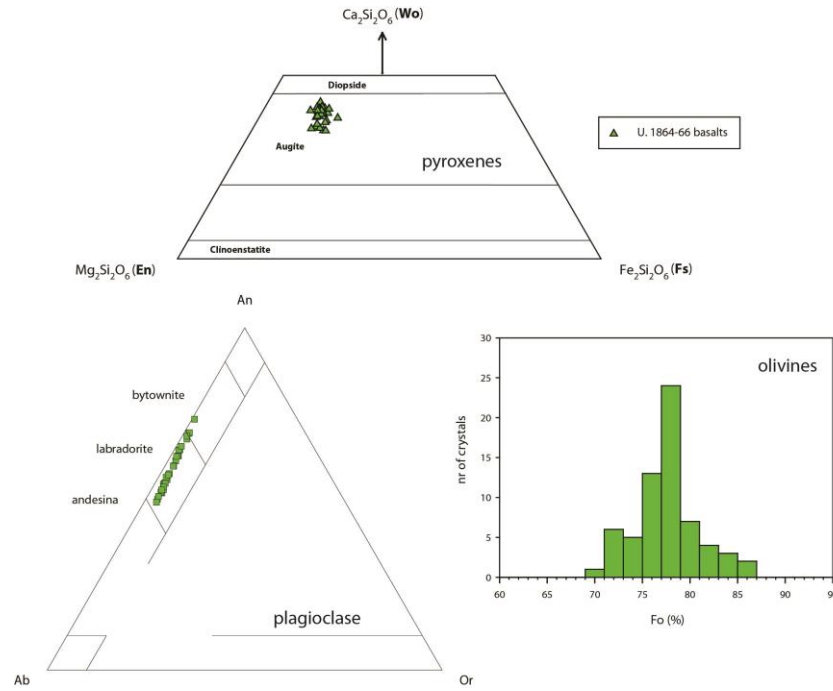 Ca₂Si₂O₆ (Wo)
Diopside
Augite
pyroxenes
Clinoenstatite
Mg₂Si₂O₆ (En)
Fe₂Si₂O₆ (Fs)
U. 1864-66 basalts
An
bytownite
labradorite
andesina
plagioclase
Ab
Or
olivines
nr of crystals
30
25
20
15
10
5
0
60
65
70
75
80
85
90
Fo (%)